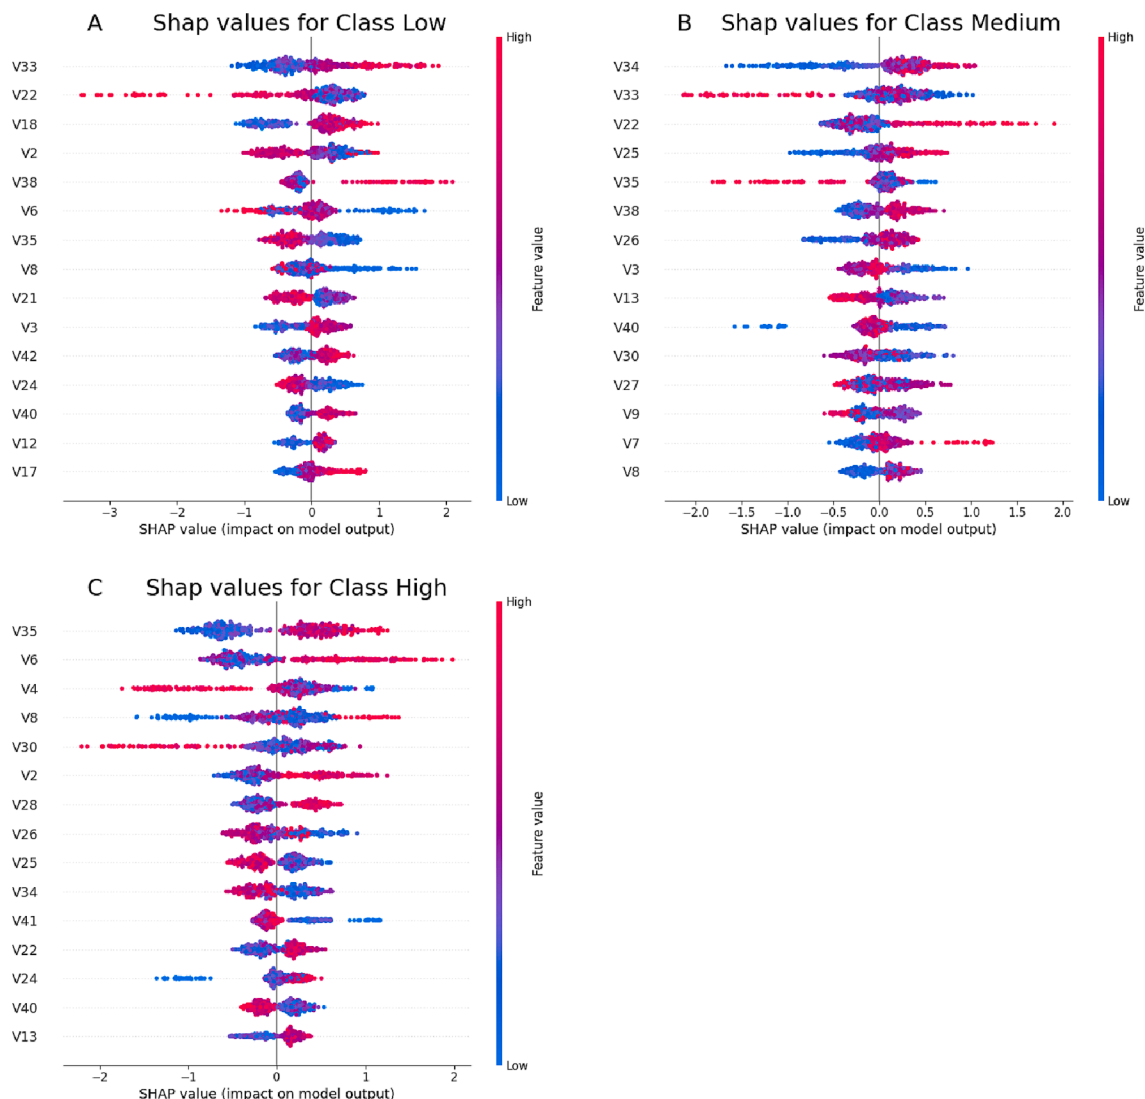 A Shap values for Class Low
High
V33
V22
V18
V2
V38
V6
V35
V8
V21
V3
V42
V24
V40
V12
V17
Feature value
Low
−3 −2 −1 0 1 2
SHAP value (impact on model output)
B Shap values for Class Medium
High
V34
V33
V22
V25
V35
V38
V26
V3
V13
V40
V30
V27
V9
V7
V8
Feature value
Low
−2.0 −1.5 −1.0 −0.5 0.0 0.5 1.0 1.5 2.0
SHAP value (impact on model output)
C Shap values for Class High
High
V35
V6
V4
V8
V30
V2
V28
V26
V25
V34
V41
V22
V24
V40
V13
Feature value
Low
−2 −1 0 1 2
SHAP value (impact on model output)